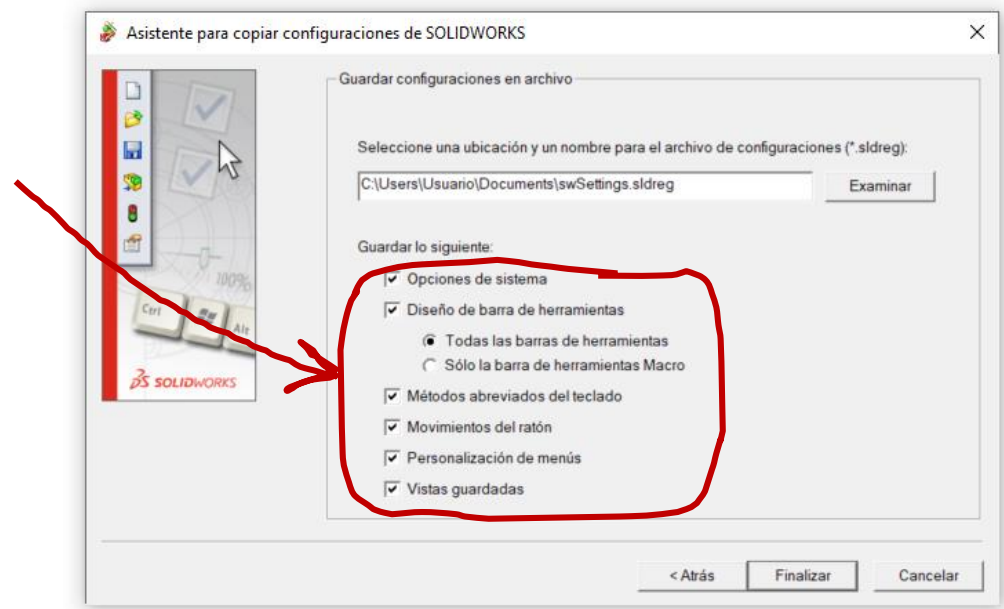 Asistente para copiar configuraciones de SOLIDWORKS
Guardar configuraciones en archivo
Seleccione una ubicación y un nombre para el archivo de configuraciones (*.sldreg):
C:\Users\Usuario\Documents\swSettings.sldreg
Examinar
Guardar lo siguiente:
Opciones de sistema
Diseño de barra de herramientas
Todas las barras de herramientas
Sólo la barra de herramientas Macro
Métodos abreviados del teclado
Movimientos del ratón
Personalización de menús
Vistas guardadas
100%
Ctrl
Alt
SOLIDWORKS
< Atrás
Finalizar
Cancelar